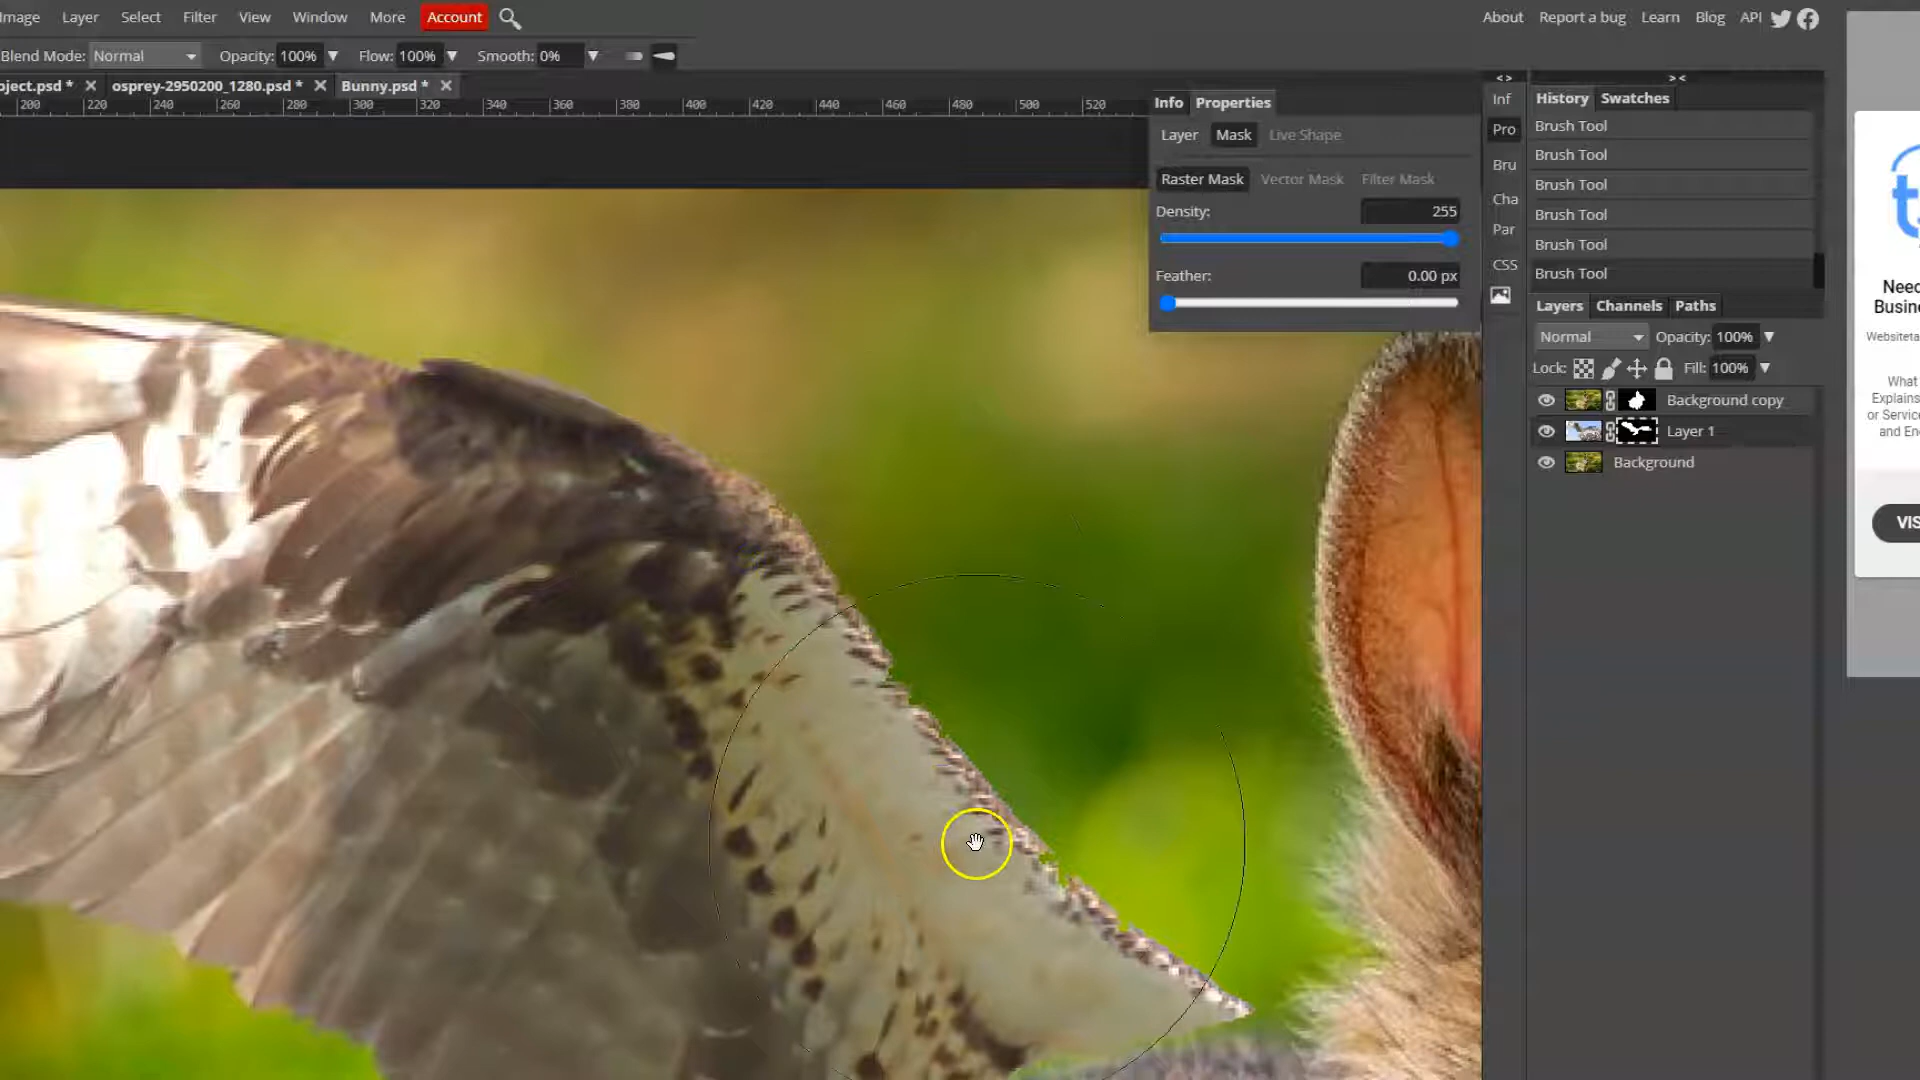 Image Layer Select Filter View Window More Account
About Report a bug Learn Blog API
Blend Mode: Normal Opacity: 100% Flow: 100% Smooth: 0%
oject.psd * osprey-2950200_1280.psd * Bunny.psd *
200 220 240 260 280 300 320 340 360 380 400 420 440 460 480 500 520
Info Properties
Layer Mask Live Shape
Raster Mask Vector Mask Filter Mask
Density: 255
Feather: 0.00 px
< >
Inf
Pro
Bru
Cha
Par
CSS
> <
History Swatches
Brush Tool
Brush Tool
Brush Tool
Brush Tool
Brush Tool
Brush Tool
Layers Channels Paths
Normal Opacity: 100%
Lock: Fill: 100%
Background copy
Layer 1
Background
Need
Busine
Websiteta
What
Explains
or Service
and En
VIS